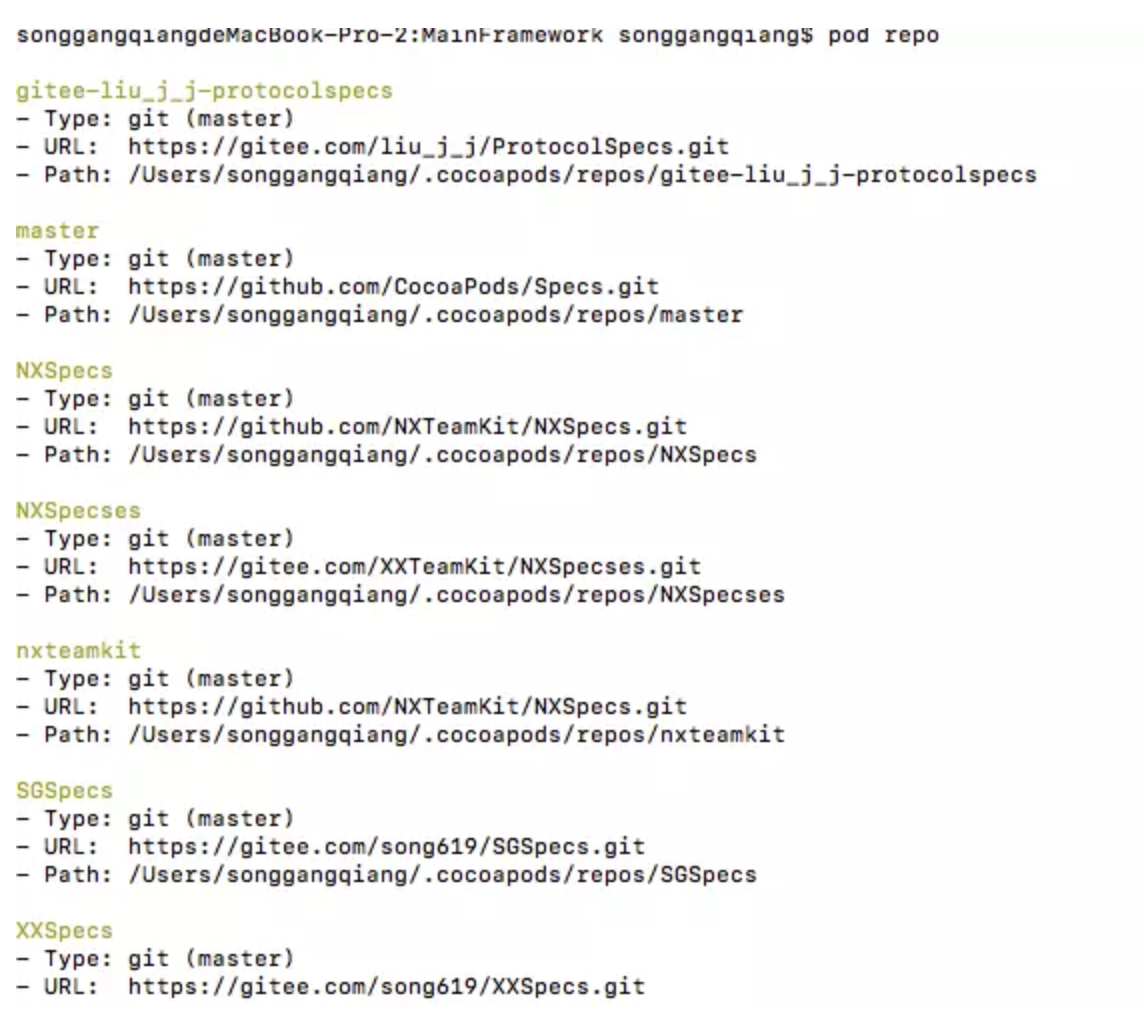 songgangqiangdeMacBook-Pro-2:MainFramework songgangqiang$ pod repo
gitee-liu_j_j-protocolspecs
- Type: git (master)
- URL:  https://gitee.com/liu_j_j/ProtocolSpecs.git
- Path: /Users/songgangqiang/.cocoapods/repos/gitee-liu_j_j-protocolspecs
master
- Type: git (master)
- URL:  https://github.com/CocoaPods/Specs.git
- Path: /Users/songgangqiang/.cocoapods/repos/master
NXSpecs
- Type: git (master)
- URL:  https://github.com/NXTeamKit/NXSpecs.git
- Path: /Users/songgangqiang/.cocoapods/repos/NXSpecs
NXSpecses
- Type: git (master)
- URL:  https://gitee.com/XXTeamKit/NXSpecses.git
- Path: /Users/songgangqiang/.cocoapods/repos/NXSpecses
nxteamkit
- Type: git (master)
- URL:  https://github.com/NXTeamKit/NXSpecs.git
- Path: /Users/songgangqiang/.cocoapods/repos/nxteamkit
SGSpecs
- Type: git (master)
- URL:  https://gitee.com/song619/SGSpecs.git
- Path: /Users/songgangqiang/.cocoapods/repos/SGSpecs
XXSpecs
- Type: git (master)
- URL:  https://gitee.com/song619/XXSpecs.git